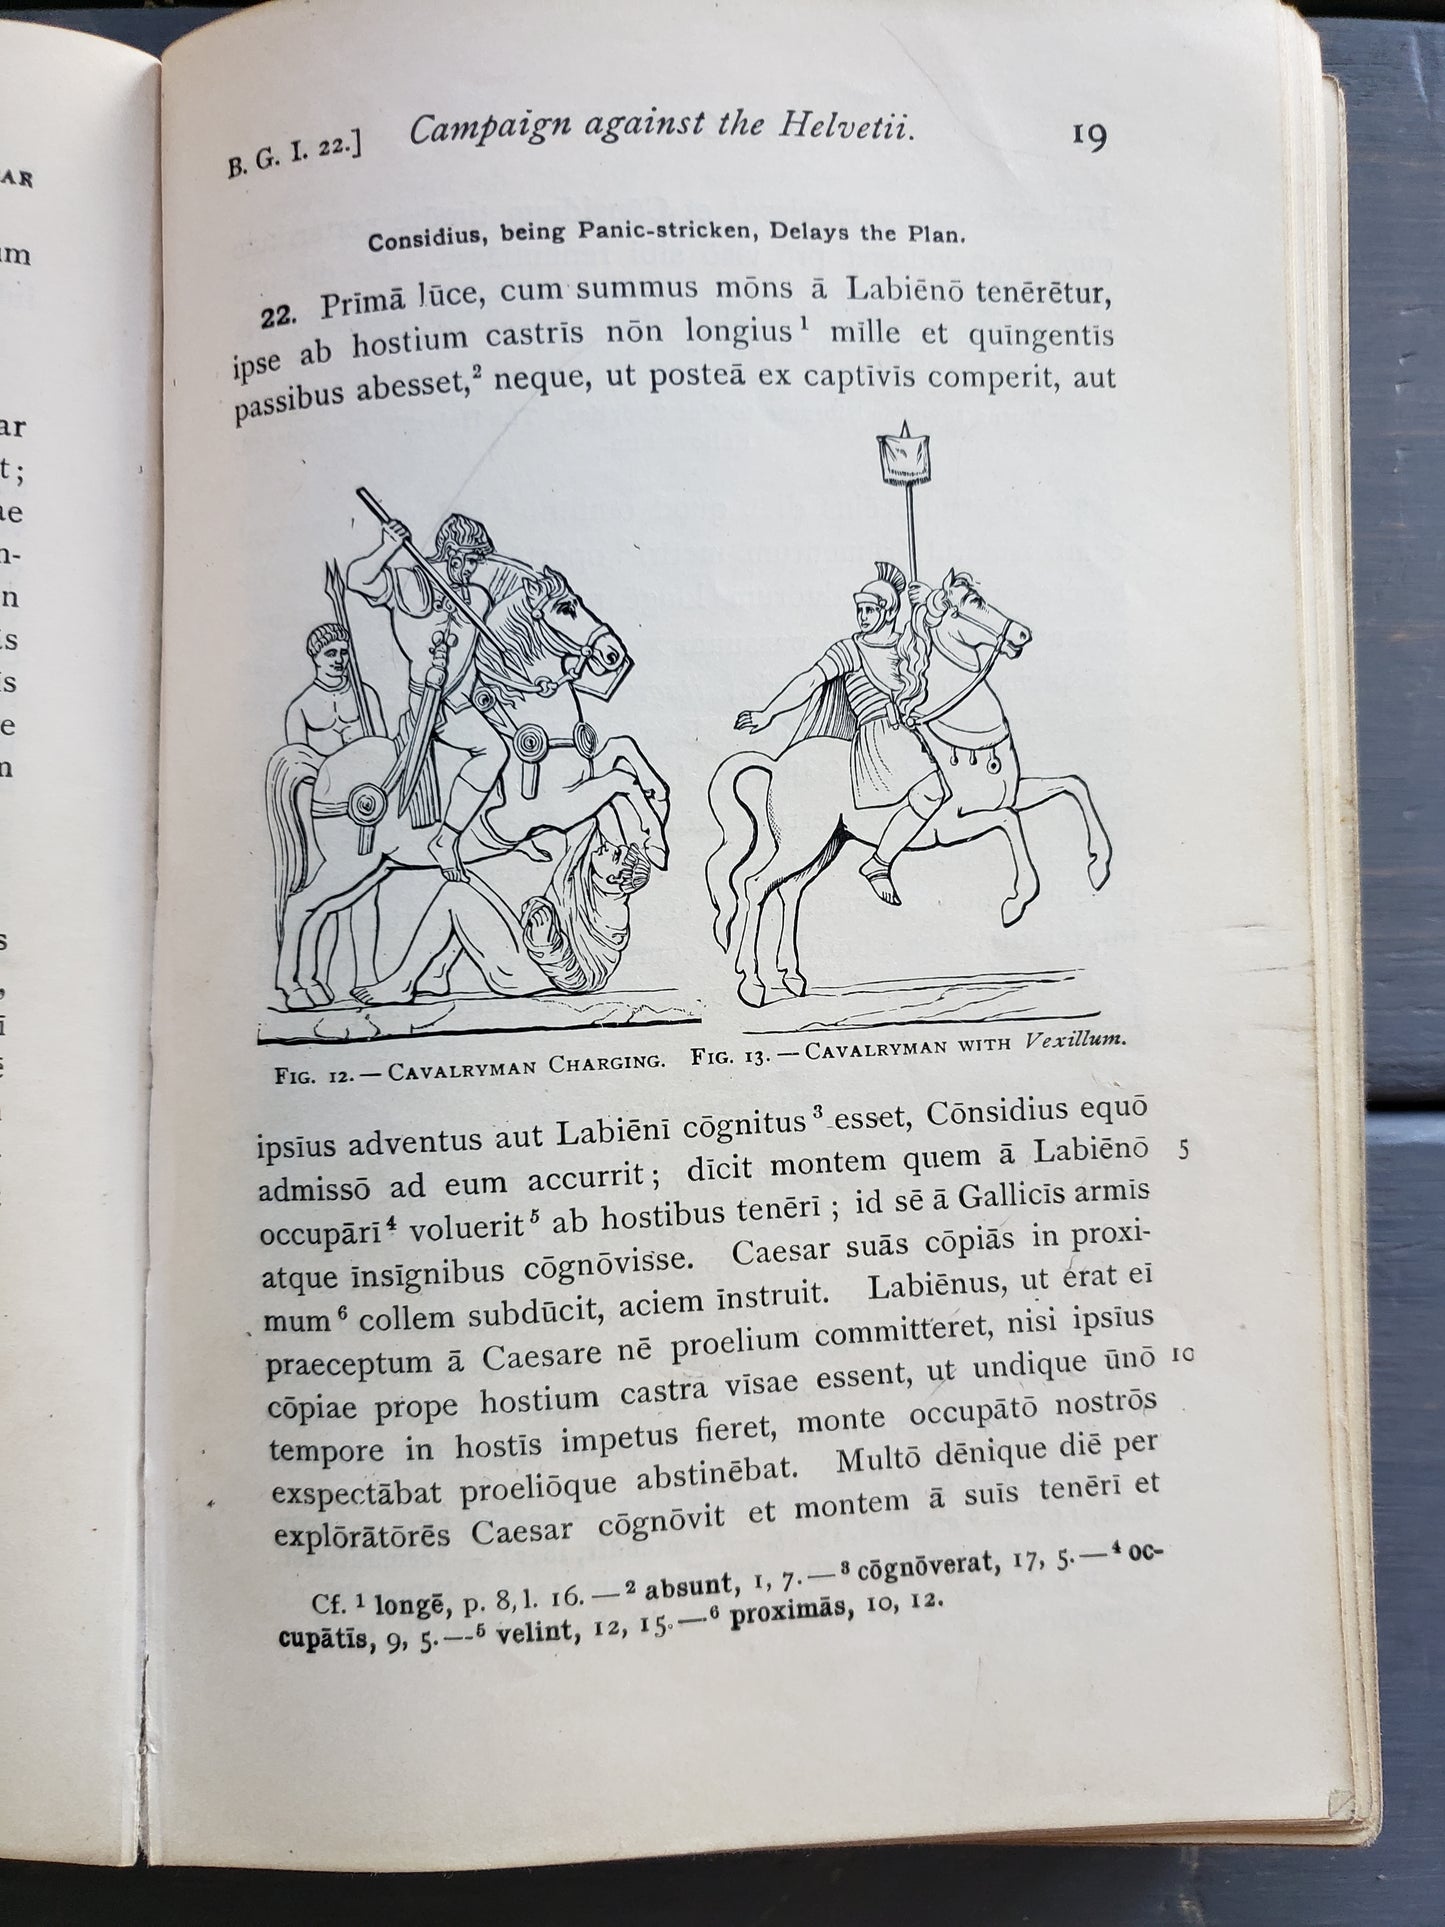 B. G. I. 22.] Campaign against the Helvetii. 19
Considius, being Panic-stricken, Delays the Plan.
22. Prīmā lūce, cum summus mōns ā Labiēnō tenērētur,
ipse ab hostium castrīs nōn longius¹ mīlle et quīngentīs
passibus abesset,² neque, ut posteā ex captīvīs comperit, aut
FIG. 12. — CAVALRYMAN CHARGING. FIG. 13. — CAVALRYMAN WITH Vexillum.
ipsīus adventus aut Labiēnī cōgnitus³ esset, Cōnsidius equō
admissō ad eum accurrit; dīcit montem quem ā Labiēnō 5
occupārī⁴ voluerit⁵ ab hostibus tenērī; id sē ā Gallicīs armīs
atque īnsīgnibus cōgnōvisse. Caesar suās cōpiās in proxi-
mum⁶ collem subdūcit, aciem īnstruit. Labiēnus, ut erat eī
praeceptum ā Caesare nē proelium committeret, nisi ipsīus
cōpiae prope hostium castra vīsae essent, ut undique ūnō 10
tempore in hostīs impetus fieret, monte occupātō nostrōs
exspectābat proeliōque abstinēbat. Multō dēnique diē per
explōrātōrēs Caesar cōgnōvit et montem ā suīs tenērī et
Cf. ¹ longē, p. 8, l. 16. — ² absunt, 1, 7. — ³ cōgnōverat, 17, 5. — ⁴ oc-
cupātīs, 9, 5. — ⁵ velint, 12, 15. — ⁶ proximās, 10, 12.
AR
um
ar
t;
ae
n-
n
is
is
e
n
s
,
ī